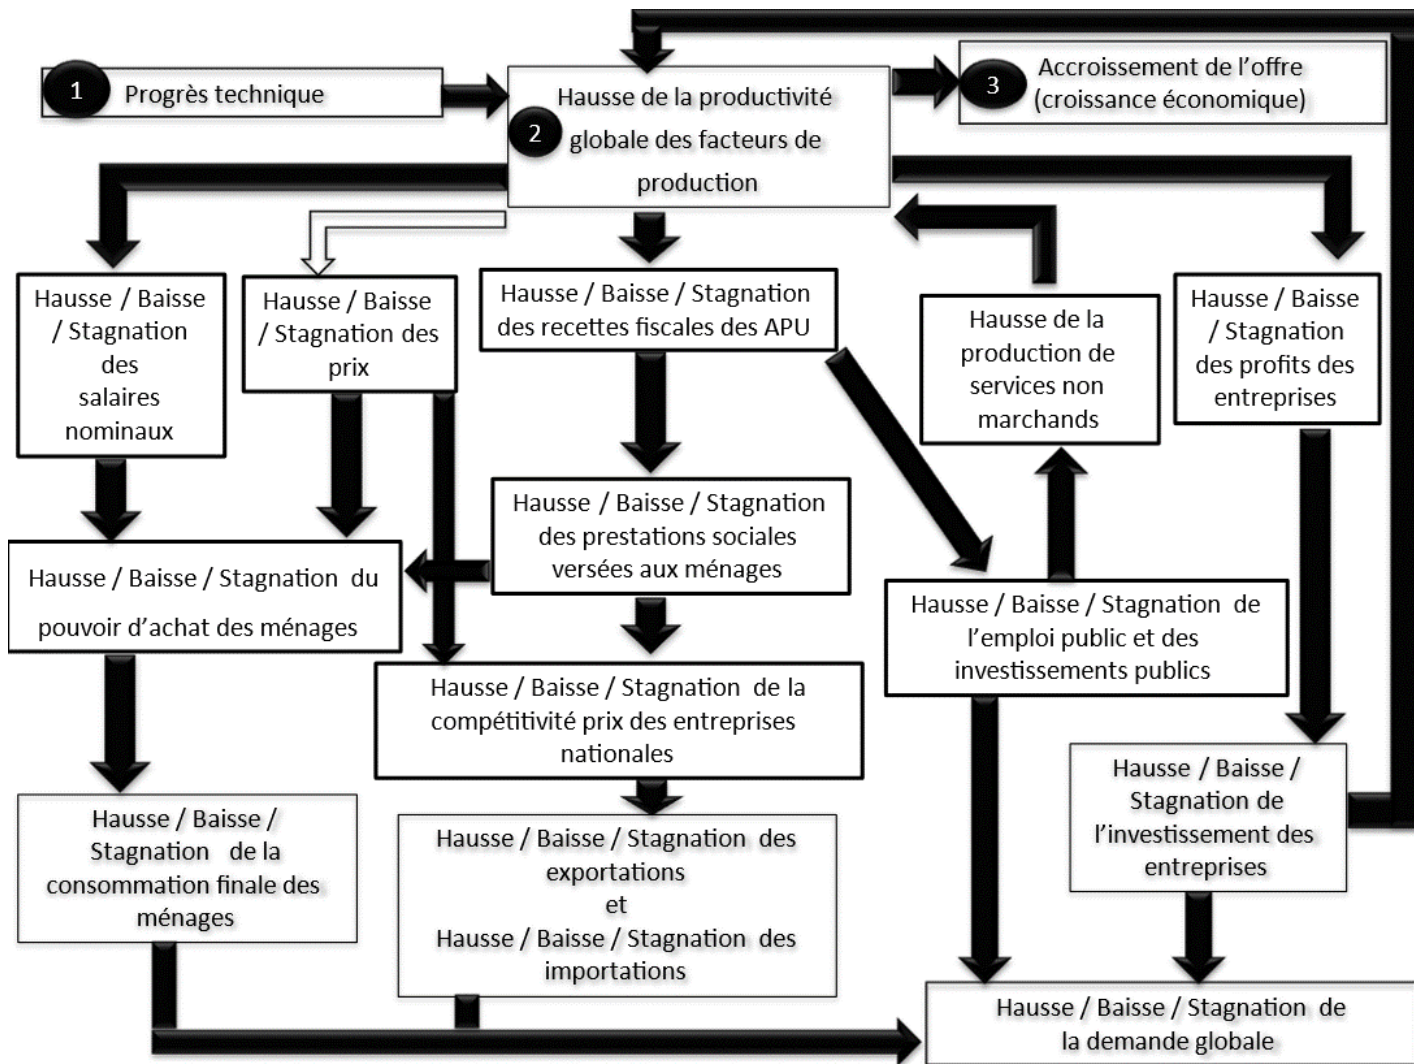 1
Progrès technique
2
Hausse de la productivité
globale des facteurs de
production
3
Accroissement de l’offre
(croissance économique)
Hausse / Baisse
/ Stagnation
des
salaires
nominaux
Hausse / Baisse
/ Stagnation des
prix
Hausse / Baisse / Stagnation
des recettes fiscales des APU
Hausse de la
production de
services non
marchands
Hausse / Baisse
/ Stagnation
des profits des
entreprises
Hausse / Baisse / Stagnation
des prestations sociales
versées aux ménages
Hausse / Baisse / Stagnation du
pouvoir d’achat des ménages
Hausse / Baisse / Stagnation de
l’emploi public et des
investissements publics
Hausse / Baisse / Stagnation de la
compétitivité prix des entreprises
nationales
Hausse / Baisse /
Stagnation de
l’investissement des
entreprises
Hausse / Baisse /
Stagnation de la
consommation finale des
ménages
Hausse / Baisse / Stagnation des
exportations
et
Hausse / Baisse / Stagnation des
importations
Hausse / Baisse / Stagnation de
la demande globale